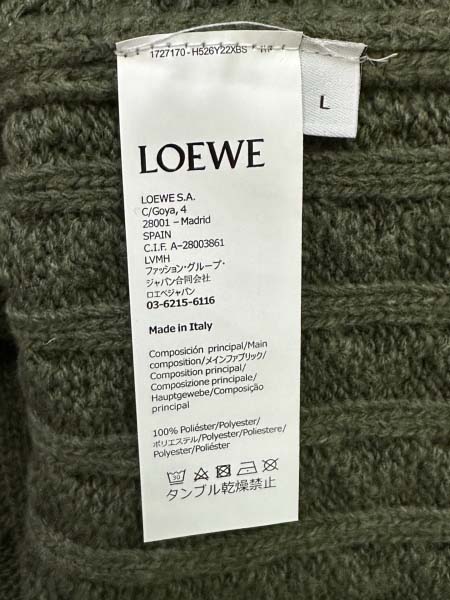 1727170-H526Y22XBS
L
LOEWE
LOEWE S.A.
C/Goya, 4
28001 – Madrid
SPAIN
C.I.F. A-28003861
LVMH
ファッション・グループ・
ジャパン合同会社
ロエベジャパン
03-6215-6116
Made in Italy
Composición principal/Main
composition/メインファブリック/
Composition principal/
Composizione principale/
Hauptgewebe/Composição
principal
100% Poliéster/Polyester/
ポリエステル/Polyester/Poliestere/
Polyester/Poliéster
30
タンブル乾燥禁止